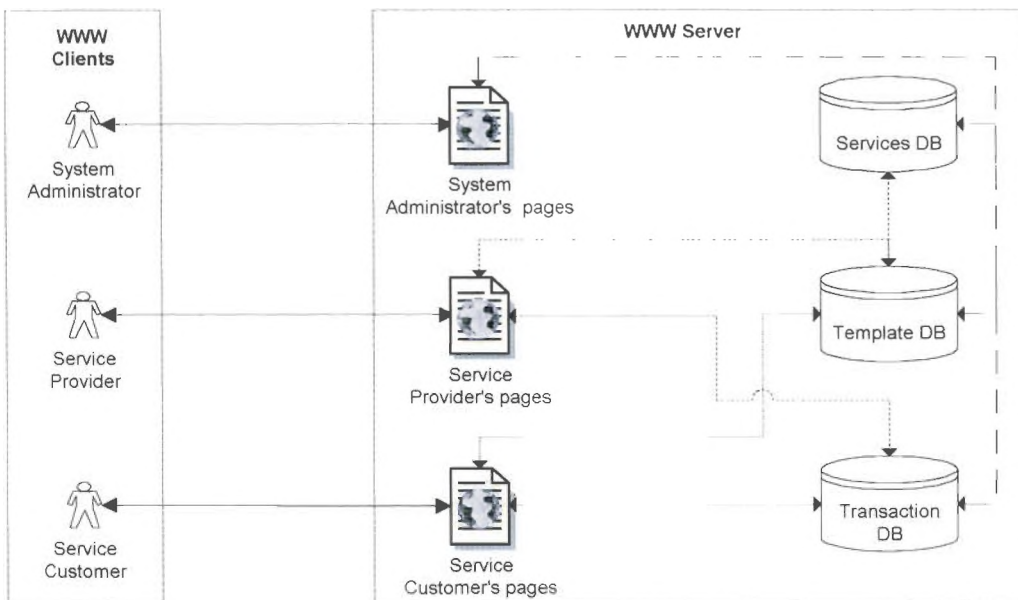 WWW
Clients
WWW Server
System
Administrator
System
Administrator's pages
Services DB
Service
Provider
Service
Provider's pages
Template DB
Service
Customer
Service
Customer's pages
Transaction
DB